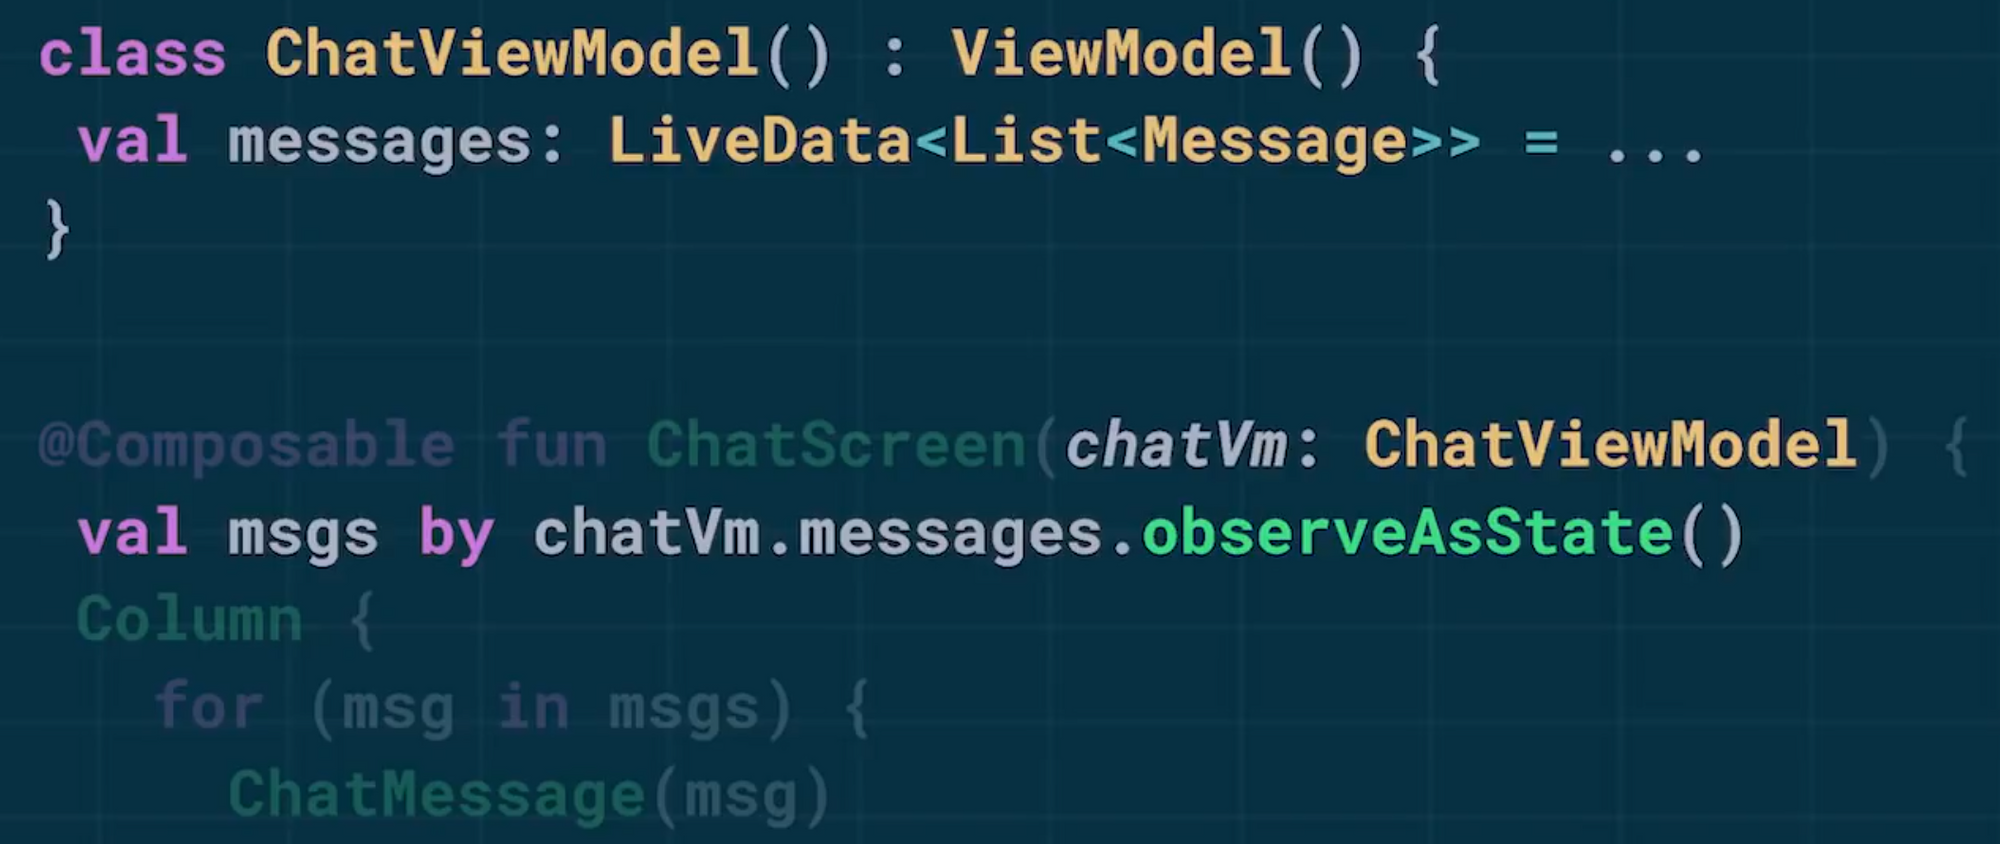 class ChatViewModel() : ViewModel() {
val messages: LiveData<List<Message>> = ...
}
@Composable fun ChatScreen(chatVm: ChatViewModel) {
val msgs by chatVm.messages.observeAsState()
Column {
for (msg in msgs) {
ChatMessage(msg)